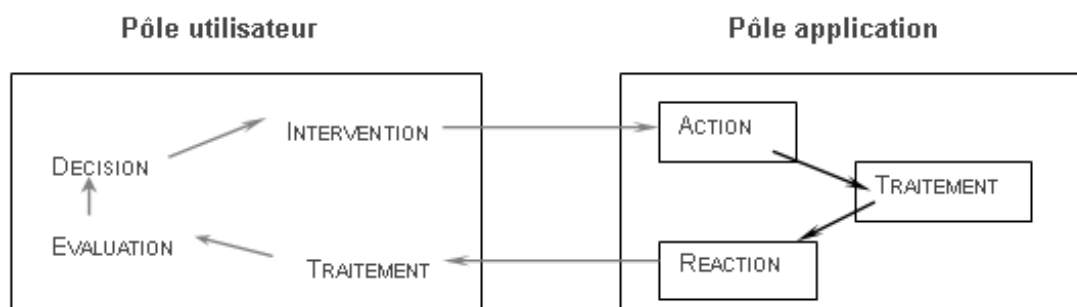 Pôle utilisateur
Pôle application
INTERVENTION
DECISION
EVALUATION
TRAITEMENT
ACTION
TRAITEMENT
REACTION